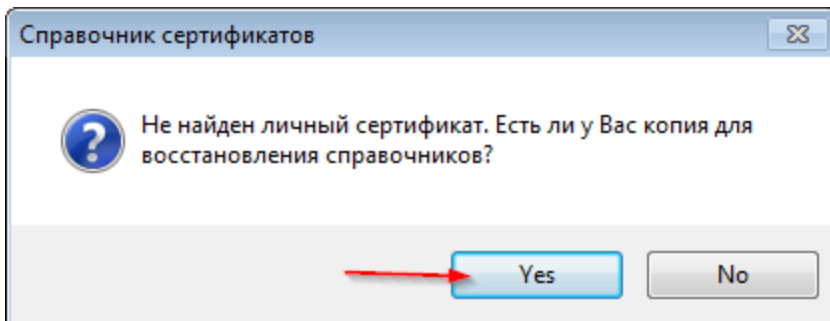 Справочник сертификатов
Не найден личный сертификат. Есть ли у Вас копия для
восстановления справочников?
Yes
No